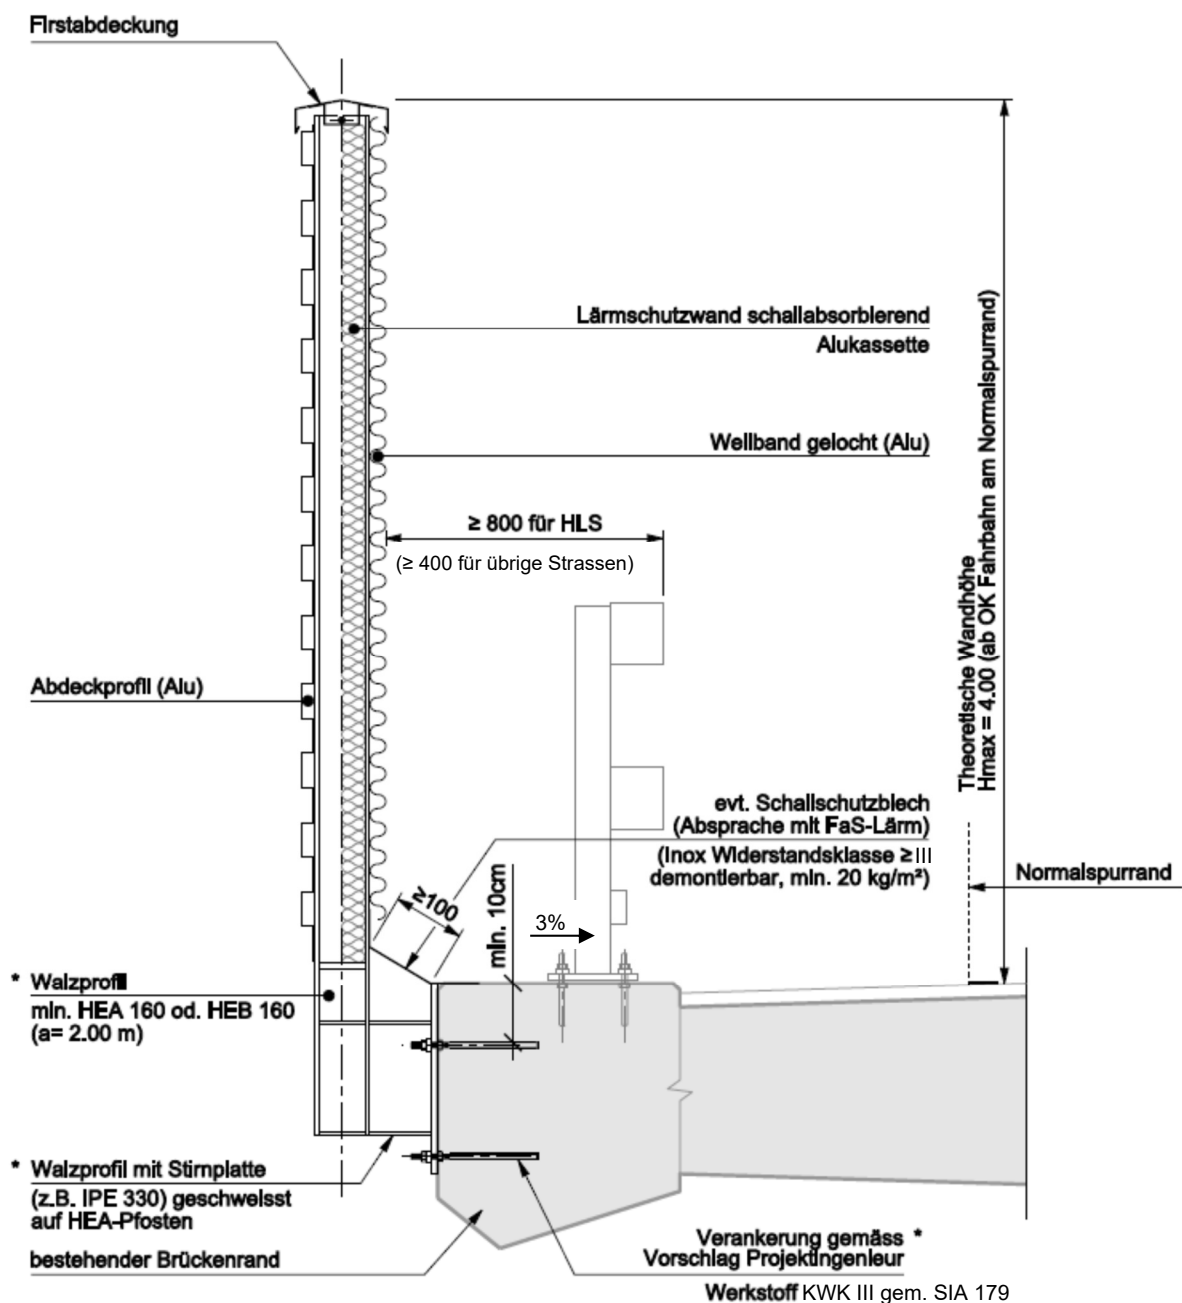 Firstabdeckung
Lärmschutzwand schallabsorbierend
Alukassette
Wellband gelocht (Alu)
≥ 800 für HLS
(≥ 400 für übrige Strassen)
Theoretische Wandhöhe
Hmax = 4.00 (ab OK Fahrbahn am Normalspurrand)
Abdeckprofil (Alu)
evt. Schallschutzblech
(Absprache mit FaS-Lärm)
(Inox Widerstandsklasse ≥ III
demontierbar, min. 20 kg/m²)
Normalspurrand
≥100
min. 10cm
3%
* Walzprofil
min. HEA 160 od. HEB 160
(a= 2.00 m)
* Walzprofil mit Stirnplatte
(z.B. IPE 330) geschweisst
auf HEA-Pfosten
bestehender Brückenrand
Verankerung gemäss *
Vorschlag Projektingenieur
Werkstoff KWK III gem. SIA 179